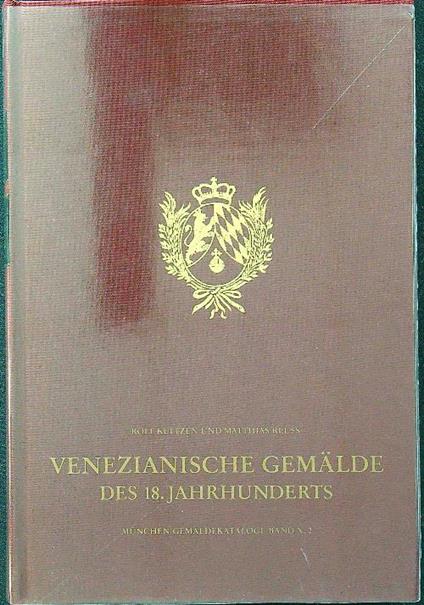 ROLF KULTZEN UND MATTHIAS REUSS
VENEZIANISCHE GEMÄLDE
DES 18. JAHRHUNDERTS
MÜNCHEN GEMÄLDEKATALOGE BAND X, 2